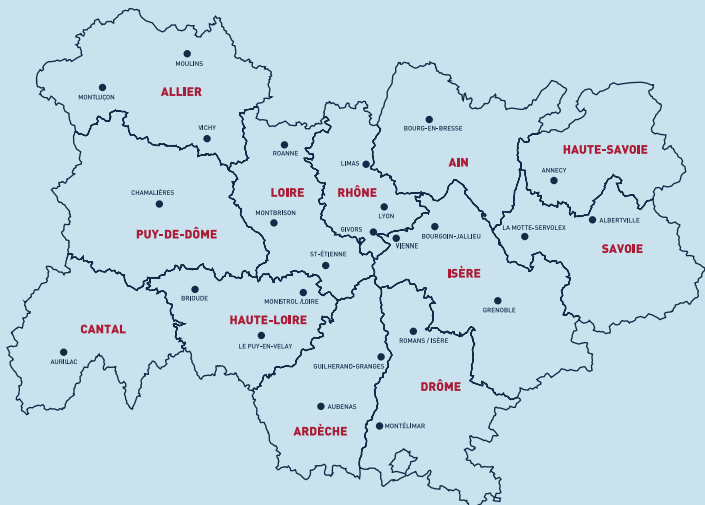 MOULINS
MONTLUÇON
ALLIER
VICHY
BOURG-EN-BRESSE
ROANNE
HAUTE-SAVOIE
LIMAS
AIN
ANNECY
LOIRE
RHÔNE
CHAMALIÈRES
LYON
MONTBRISON
ALBERTVILLE
PUY-DE-DÔME
GIVORS
BOURGOIN-JALLIEU
LA MOTTE-SERVOLEX
VIENNE
SAVOIE
ST-ÉTIENNE
ISÈRE
BRIOUDE
MONISTROL /LOIRE
GRENOBLE
HAUTE-LOIRE
CANTAL
LE PUY-EN-VELAY
ROMANS / ISÈRE
AURILLAC
GUILHERAND-GRANGES
DRÔME
AUBENAS
MONTÉLIMAR
ARDÈCHE